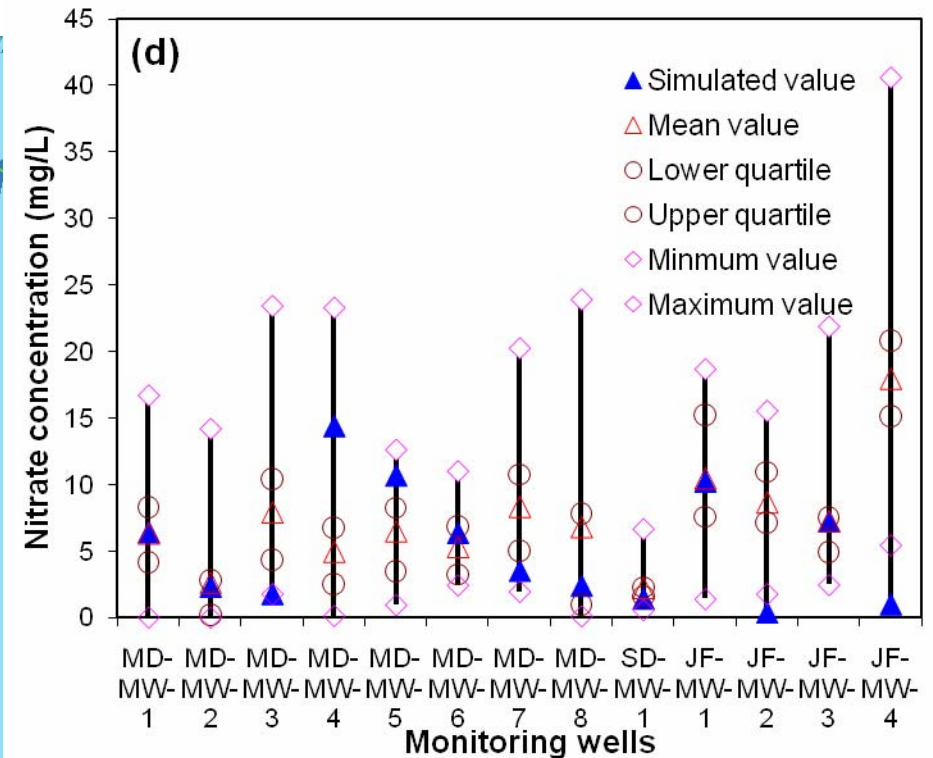 (d)
Nitrate concentration (mg/L)
45
40
35
30
25
20
15
10
5
0
Simulated value
Mean value
Lower quartile
Upper quartile
Minmum value
Maximum value
MD- MD- MD- MD- MD- MD- MD- MD- SD- JF- JF- JF- JF-
MW- MW- MW- MW- MW- MW- MW- MW- MW- MW- MW- MW- MW-
1 2 3 4 5 6 7 8 1 1 2 3 4
Monitoring wells